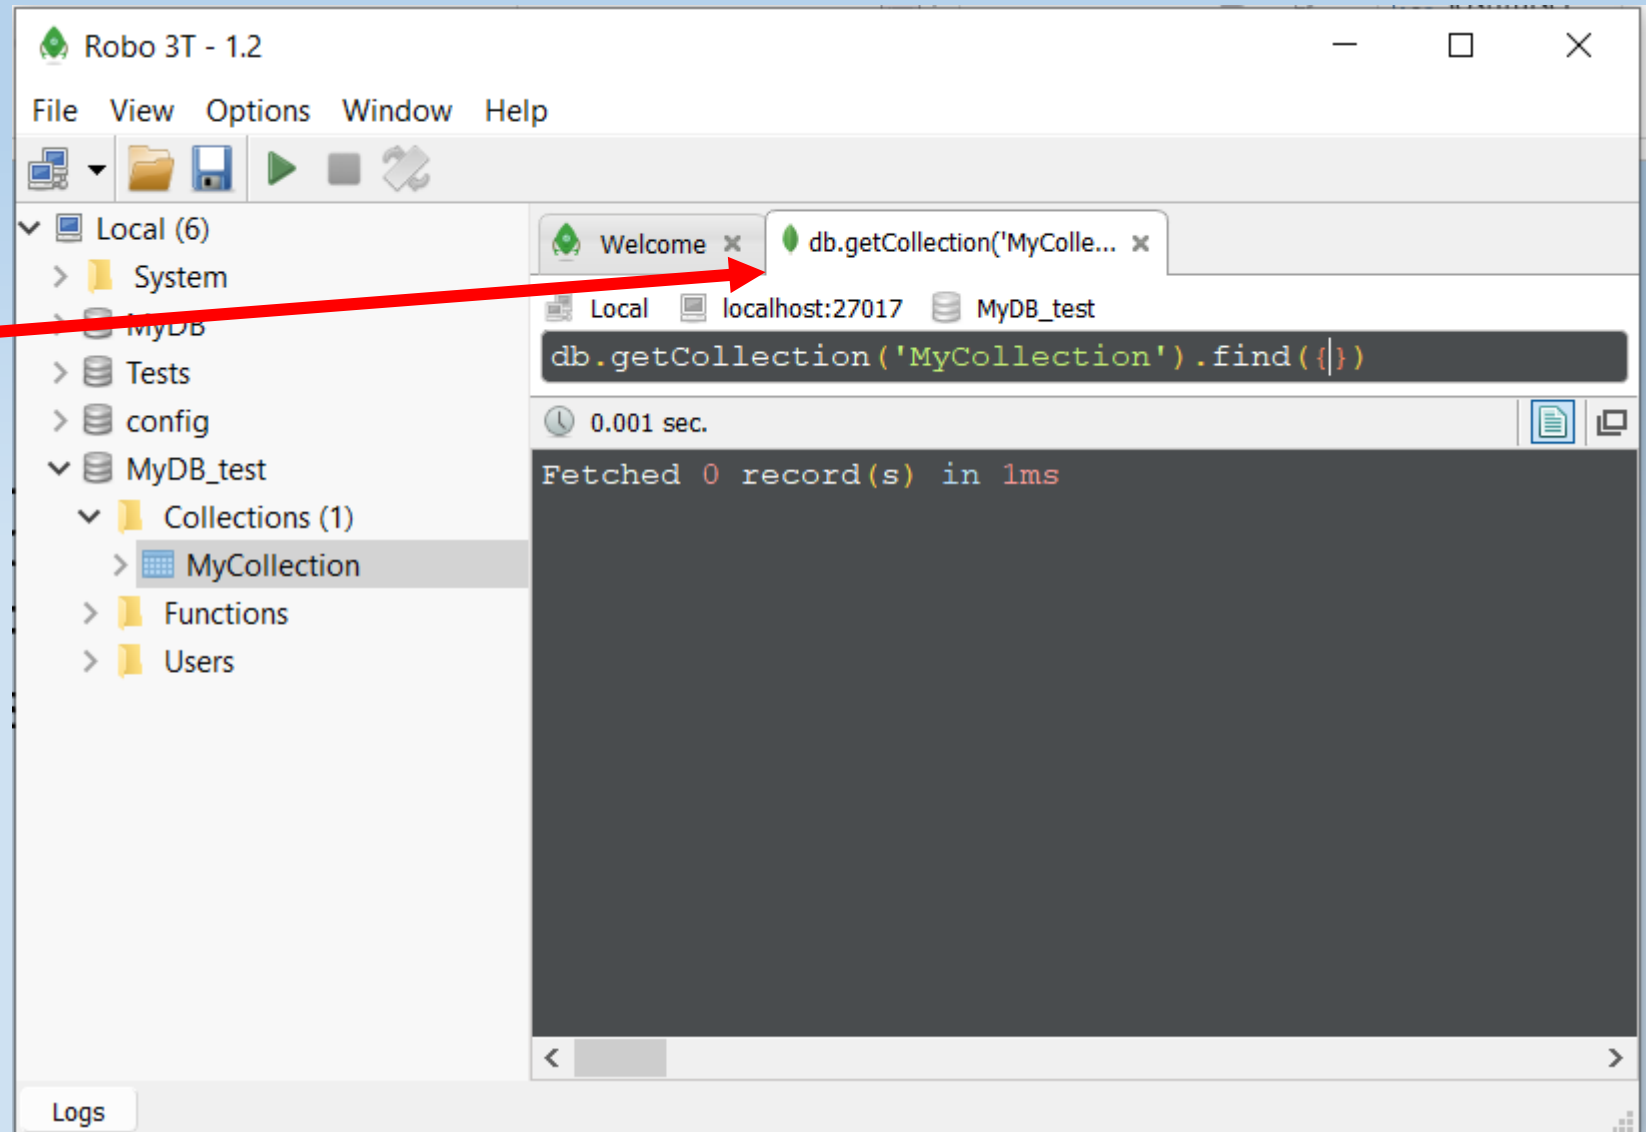 Robo 3T - 1.2
File View Options Window Help
Local (6)
System
MyDB
Tests
config
MyDB_test
Collections (1)
MyCollection
Functions
Users
Welcome db.getCollection('MyColle...
Local localhost:27017 MyDB_test
db.getCollection('MyCollection').find({})
0.001 sec.
Fetched 0 record(s) in 1ms
Logs